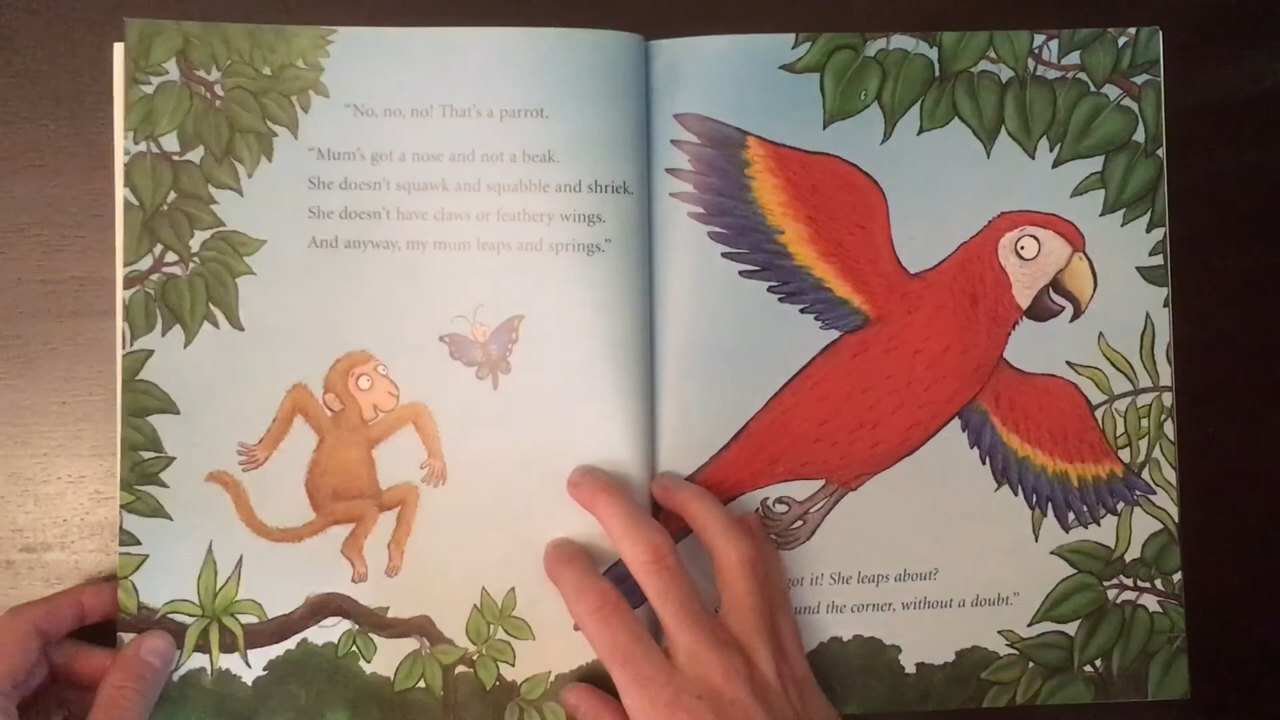 “No, no, no! That’s a parrot.
“Mum’s got a nose and not a beak.
She doesn’t squawk and squabble and shriek.
She doesn’t have claws or feathery wings.
And anyway, my mum leaps and springs.”
got it! She leaps about?
the corner, without a doubt.”